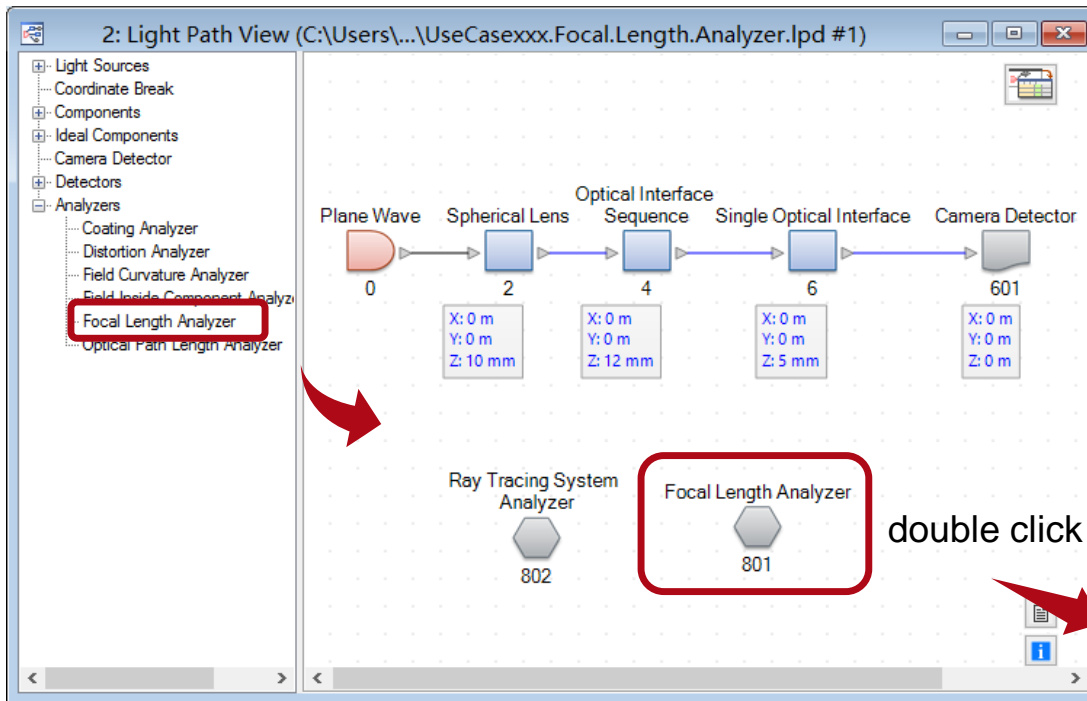 2: Light Path View (C:\Users\...\UseCasexxx.Focal.Length.Analyzer.lpd #1)
Light Sources
Coordinate Break
Components
Ideal Components
Camera Detector
Detectors
Analyzers
Coating Analyzer
Distortion Analyzer
Field Curvature Analyzer
Field Inside Component Analyz
Focal Length Analyzer
Optical Path Length Analyzer
Plane Wave
0
Spherical Lens
2
X: 0 m
Y: 0 m
Z: 10 mm
Optical Interface
Sequence
4
X: 0 m
Y: 0 m
Z: 12 mm
Single Optical Interface
6
X: 0 m
Y: 0 m
Z: 5 mm
Camera Detector
601
X: 0 m
Y: 0 m
Z: 0 m
Ray Tracing System
Analyzer
802
Focal Length Analyzer
801
double click